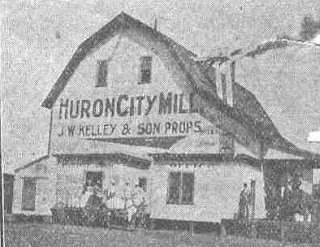 HURON CITY MILL
J.W. KELLEY & SON PROPS.